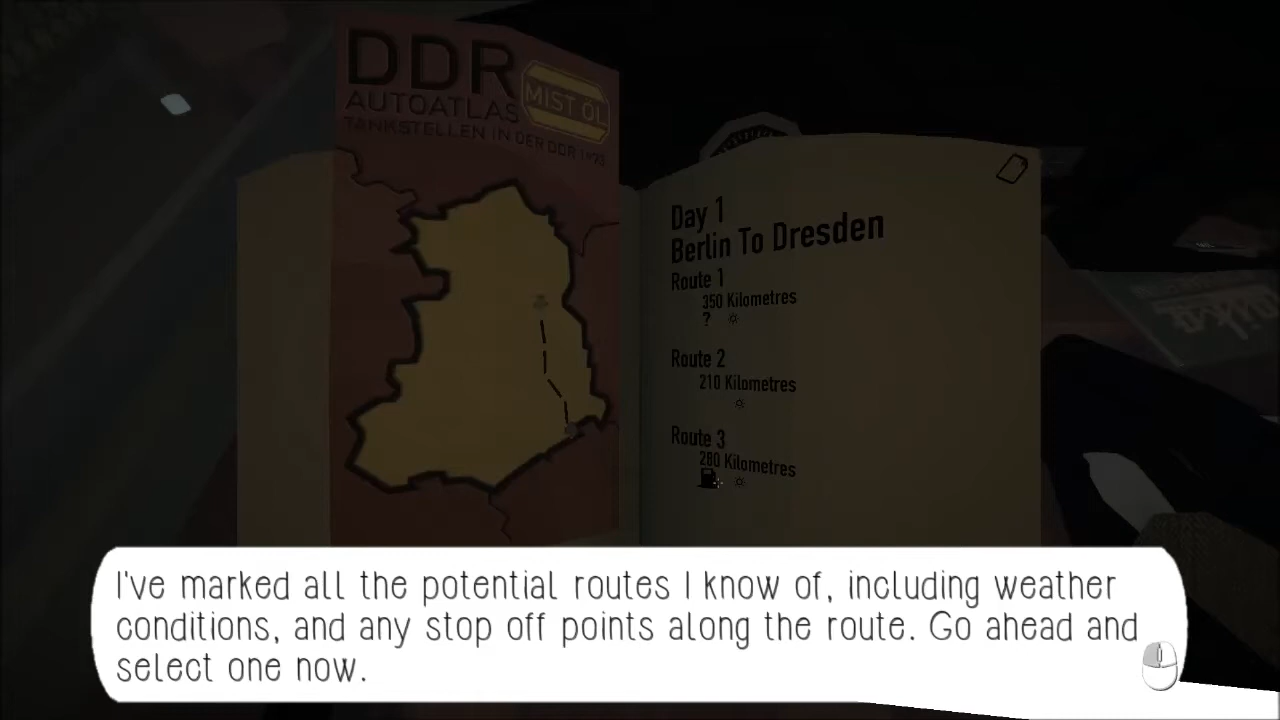 DDR
AUTOATLAS
MIST ÖL
TANKSTELLEN IN DER DDR
Day 1
Berlin To Dresden
Route 1
350 Kilometres
?
Route 2
210 Kilometres
Route 3
280 Kilometres
I've marked all the potential routes I know of, including weather
conditions, and any stop off points along the route. Go ahead and
select one now.